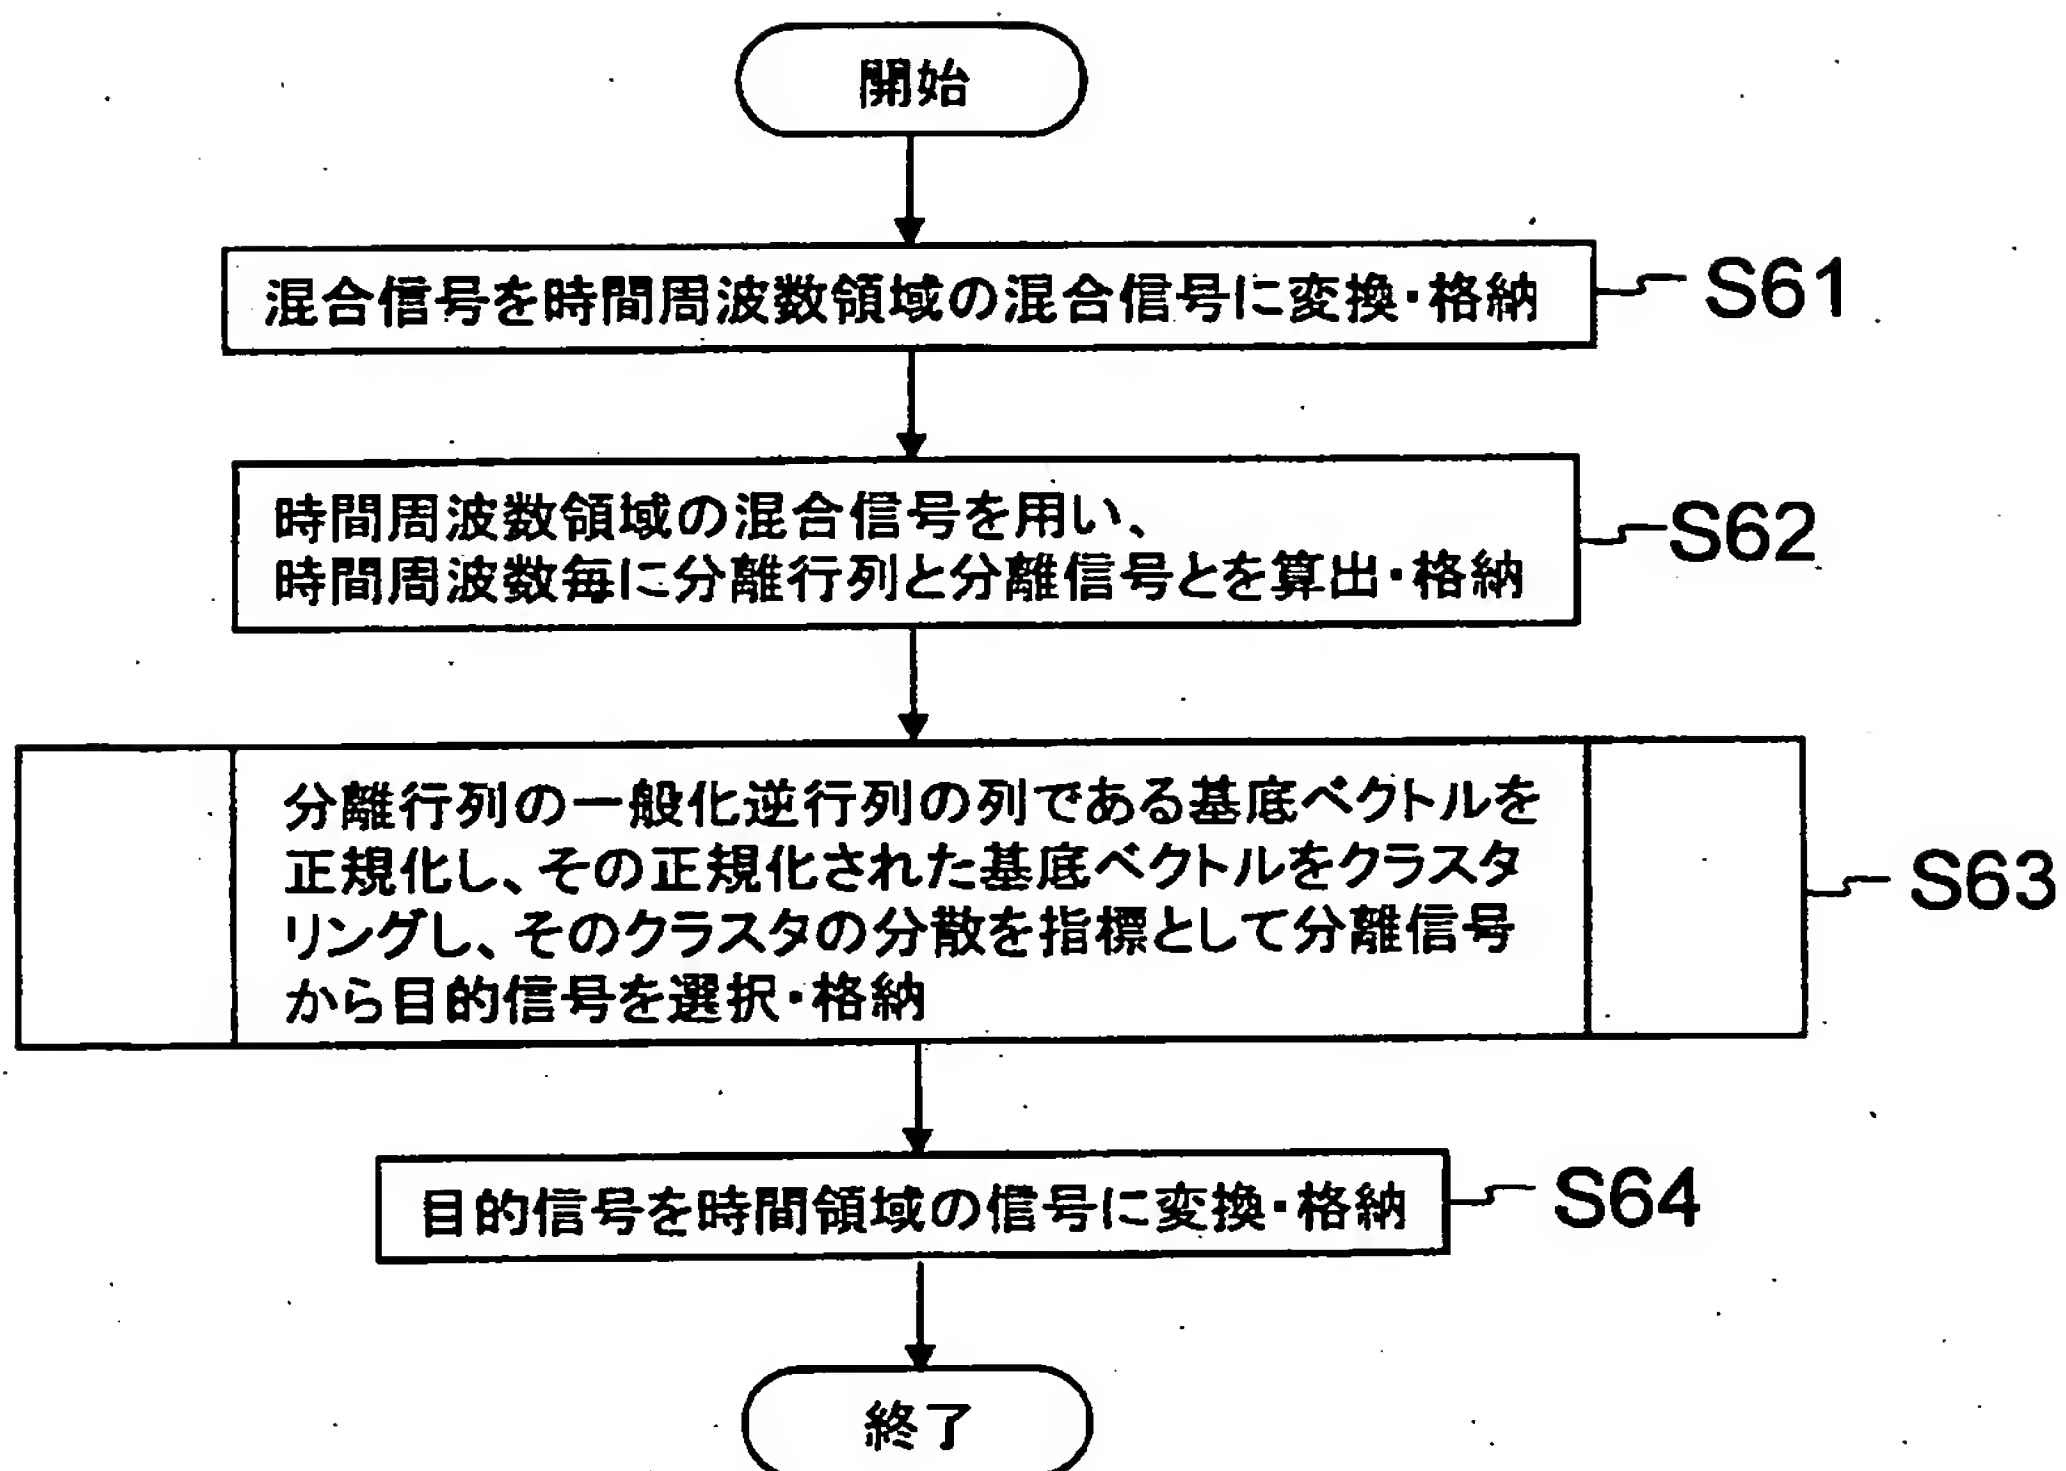 開始
混合信号を時間周波数領域の混合信号に変換・格納
S61
時間周波数領域の混合信号を用い、
時間周波数毎に分離行列と分離信号とを算出・格納
S62
分離行列の一般化逆行列の列である基底ベクトルを
正規化し、その正規化された基底ベクトルをクラスタ
リングし、そのクラスタの分散を指標として分離信号
から目的信号を選択・格納
S63
目的信号を時間領域の信号に変換・格納
S64
終了